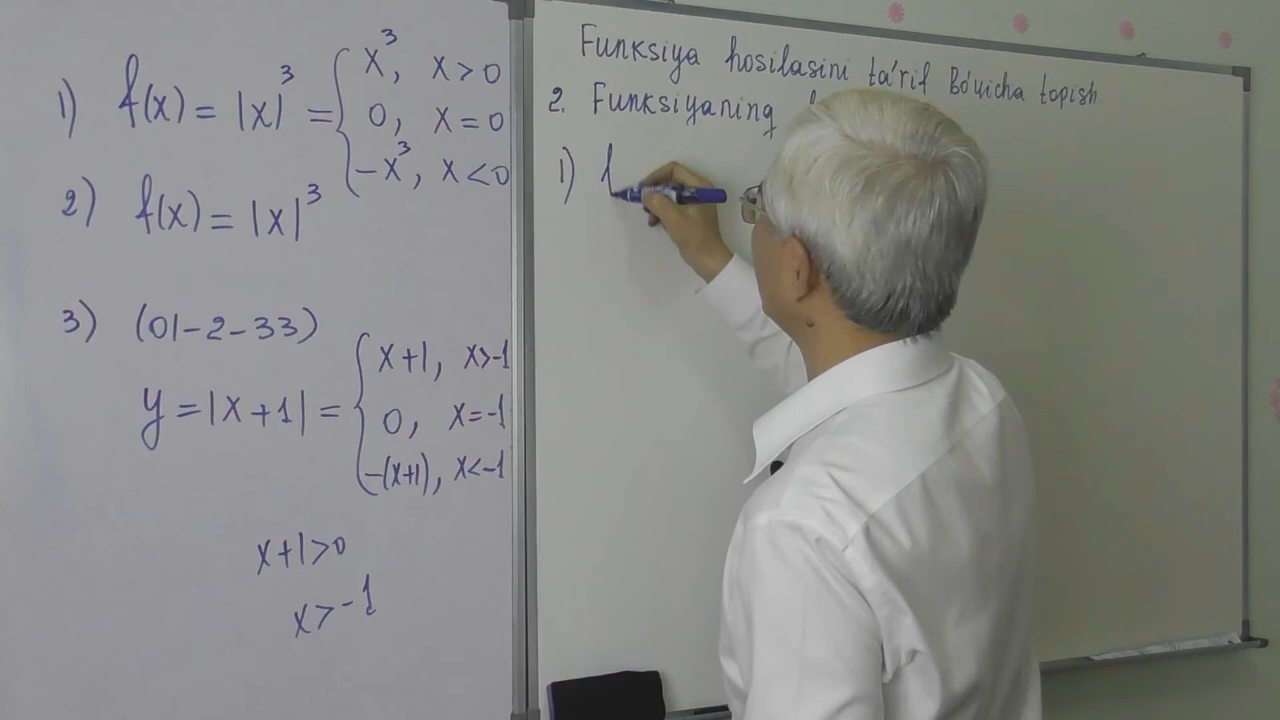 1) f(x) = |x|³ = { x³, x > 0
0, x = 0
-x³, x < 0
2) f(x) = |x|³
3) (01-2-33)
y = |x+1| = { x+1, x>-1
0, x=-1
-(x+1), x<-1
x+1>0
x>-1
Funksiya hosilasini ta'rif Bo'yicha topish
2. Funksiyaning
1)